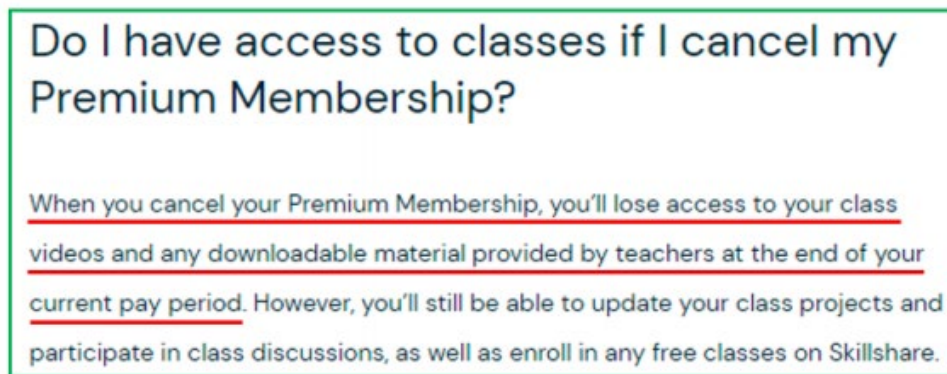 Do I have access to classes if I cancel my
Premium Membership?
When you cancel your Premium Membership, you'll lose access to your class
videos and any downloadable material provided by teachers at the end of your
current pay period. However, you'll still be able to update your class projects and
participate in class discussions, as well as enroll in any free classes on Skillshare.